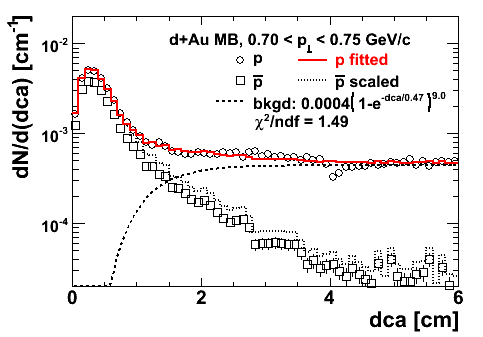 d+Au MB, 0.70 < p⊥ < 0.75 GeV/c
p
p fitted
p̅
p̅ scaled
bkgd: 0.0004(1-e^-dca/0.47)^9.0
χ²/ndf = 1.49
dN/d(dca) [cm⁻¹]
10⁻²
10⁻³
10⁻⁴
0
2
4
6
dca [cm]